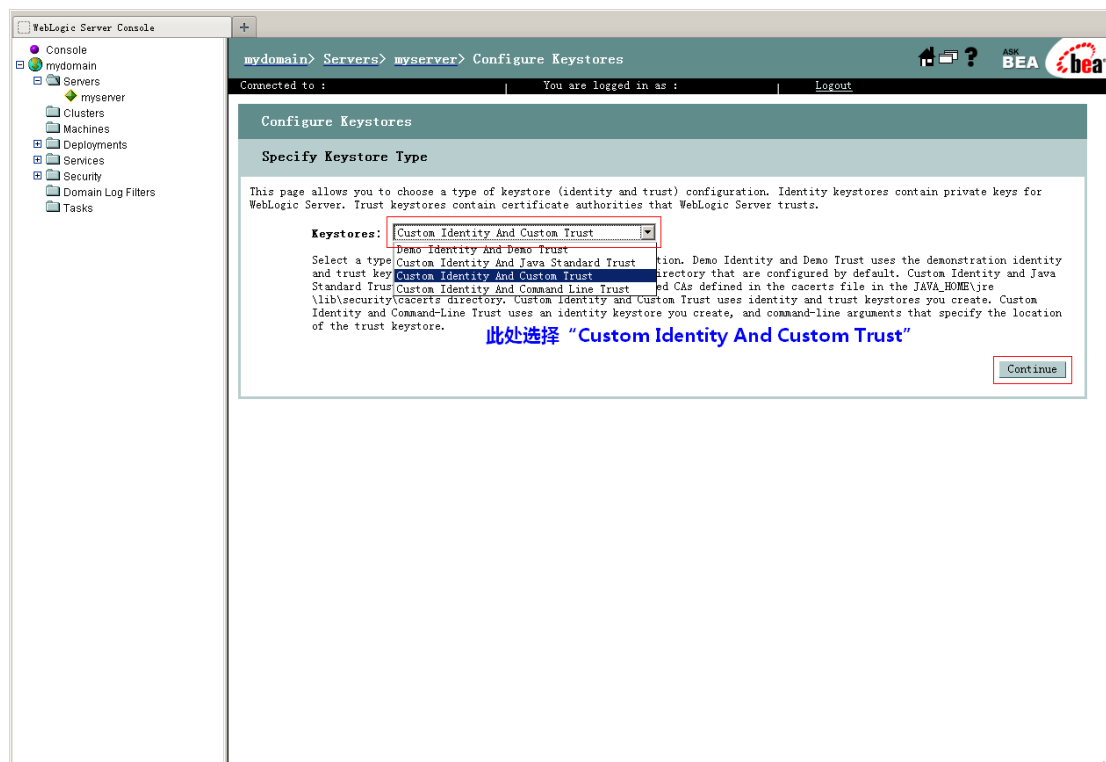 WebLogic Server Console
+
Console
mydomain
Servers
myserver
Clusters
Machines
Deployments
Services
Security
Domain Log Filters
Tasks
mydomain> Servers> myserver> Configure Keystores
?
ASK
BEA
bea
Connected to :
You are logged in as :
Logout
Configure Keystores
Specify Keystore Type
This page allows you to choose a type of keystore (identity and trust) configuration. Identity keystores contain private keys for
WebLogic Server. Trust keystores contain certificate authorities that WebLogic Server trusts.
Keystores: Custom Identity And Custom Trust
Demo Identity And Demo Trust
Custom Identity And Java Standard Trust
Custom Identity And Custom Trust
Custom Identity And Command Line Trust
Select a type tion. Demo Identity and Demo Trust uses the demonstration identity
and trust key irectory that are configured by default. Custom Identity and Java
Standard Trus ed CAs defined in the cacerts file in the JAVA_HOME\jre
\lib\security\cacerts directory. Custom Identity and Custom Trust uses identity and trust keystores you create. Custom
Identity and Command-Line Trust uses an identity keystore you create, and command-line arguments that specify the location
of the trust keystore.
此处选择“Custom Identity And Custom Trust”
Continue